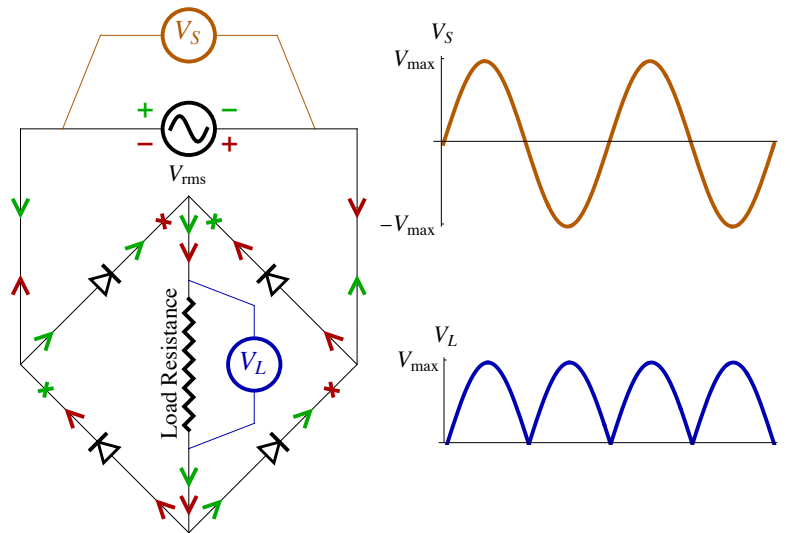 V_S
+ −
− +
V_rms
Load Resistance
V_L
V_S
V_max
−V_max
V_L
V_max